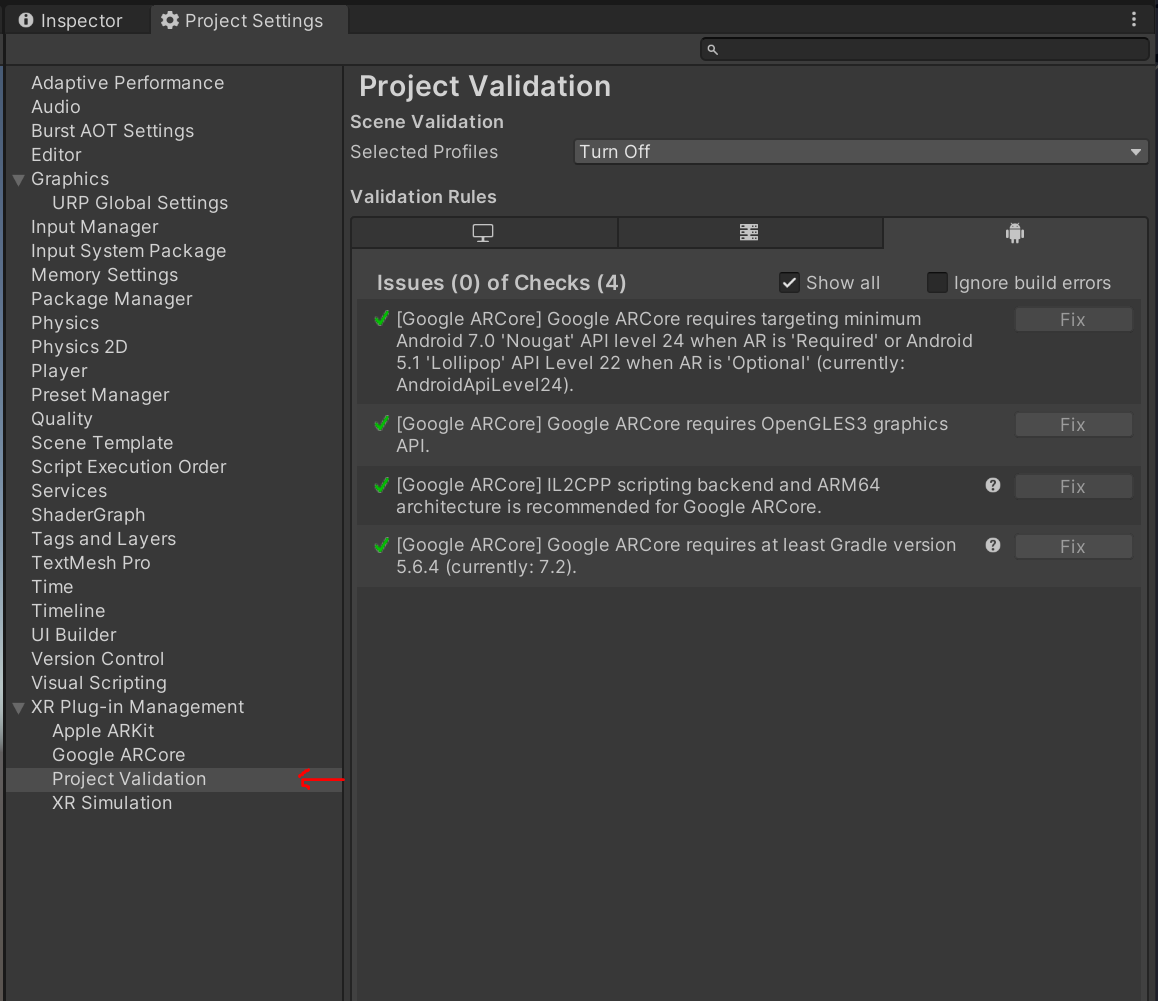 Inspector
Project Settings
Adaptive Performance
Audio
Burst AOT Settings
Editor
Graphics
URP Global Settings
Input Manager
Input System Package
Memory Settings
Package Manager
Physics
Physics 2D
Player
Preset Manager
Quality
Scene Template
Script Execution Order
Services
ShaderGraph
Tags and Layers
TextMesh Pro
Time
Timeline
UI Builder
Version Control
Visual Scripting
XR Plug-in Management
Apple ARKit
Google ARCore
Project Validation
XR Simulation
Project Validation
Scene Validation
Selected Profiles
Turn Off
Validation Rules
Issues (0) of Checks (4)
Show all
Ignore build errors
[Google ARCore] Google ARCore requires targeting minimum
Android 7.0 'Nougat' API level 24 when AR is 'Required' or Android
5.1 'Lollipop' API Level 22 when AR is 'Optional' (currently:
AndroidApiLevel24).
Fix
[Google ARCore] Google ARCore requires OpenGLES3 graphics
API.
Fix
[Google ARCore] IL2CPP scripting backend and ARM64
architecture is recommended for Google ARCore.
Fix
[Google ARCore] Google ARCore requires at least Gradle version
5.6.4 (currently: 7.2).
Fix